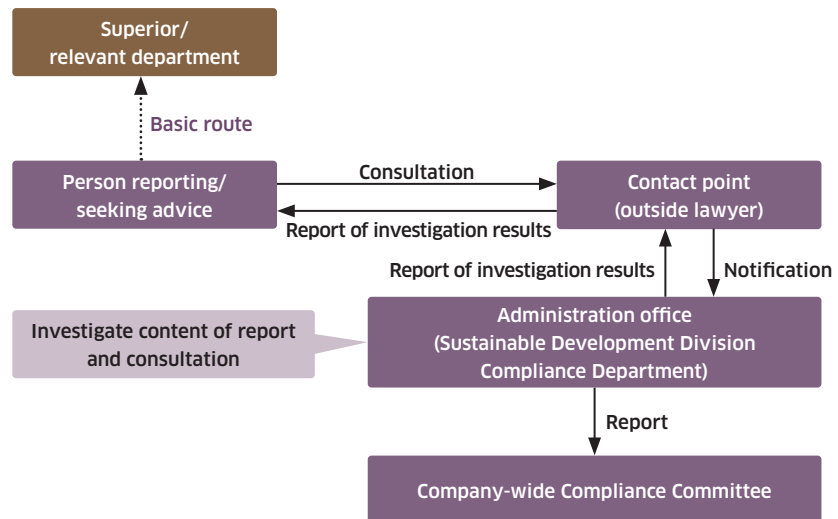 Superior/
relevant department
Basic route
Person reporting/
seeking advice
Consultation
Report of investigation results
Contact point
(outside lawyer)
Report of investigation results
Notification
Investigate content of report
and consultation
Administration office
(Sustainable Development Division
Compliance Department)
Report
Company-wide Compliance Committee